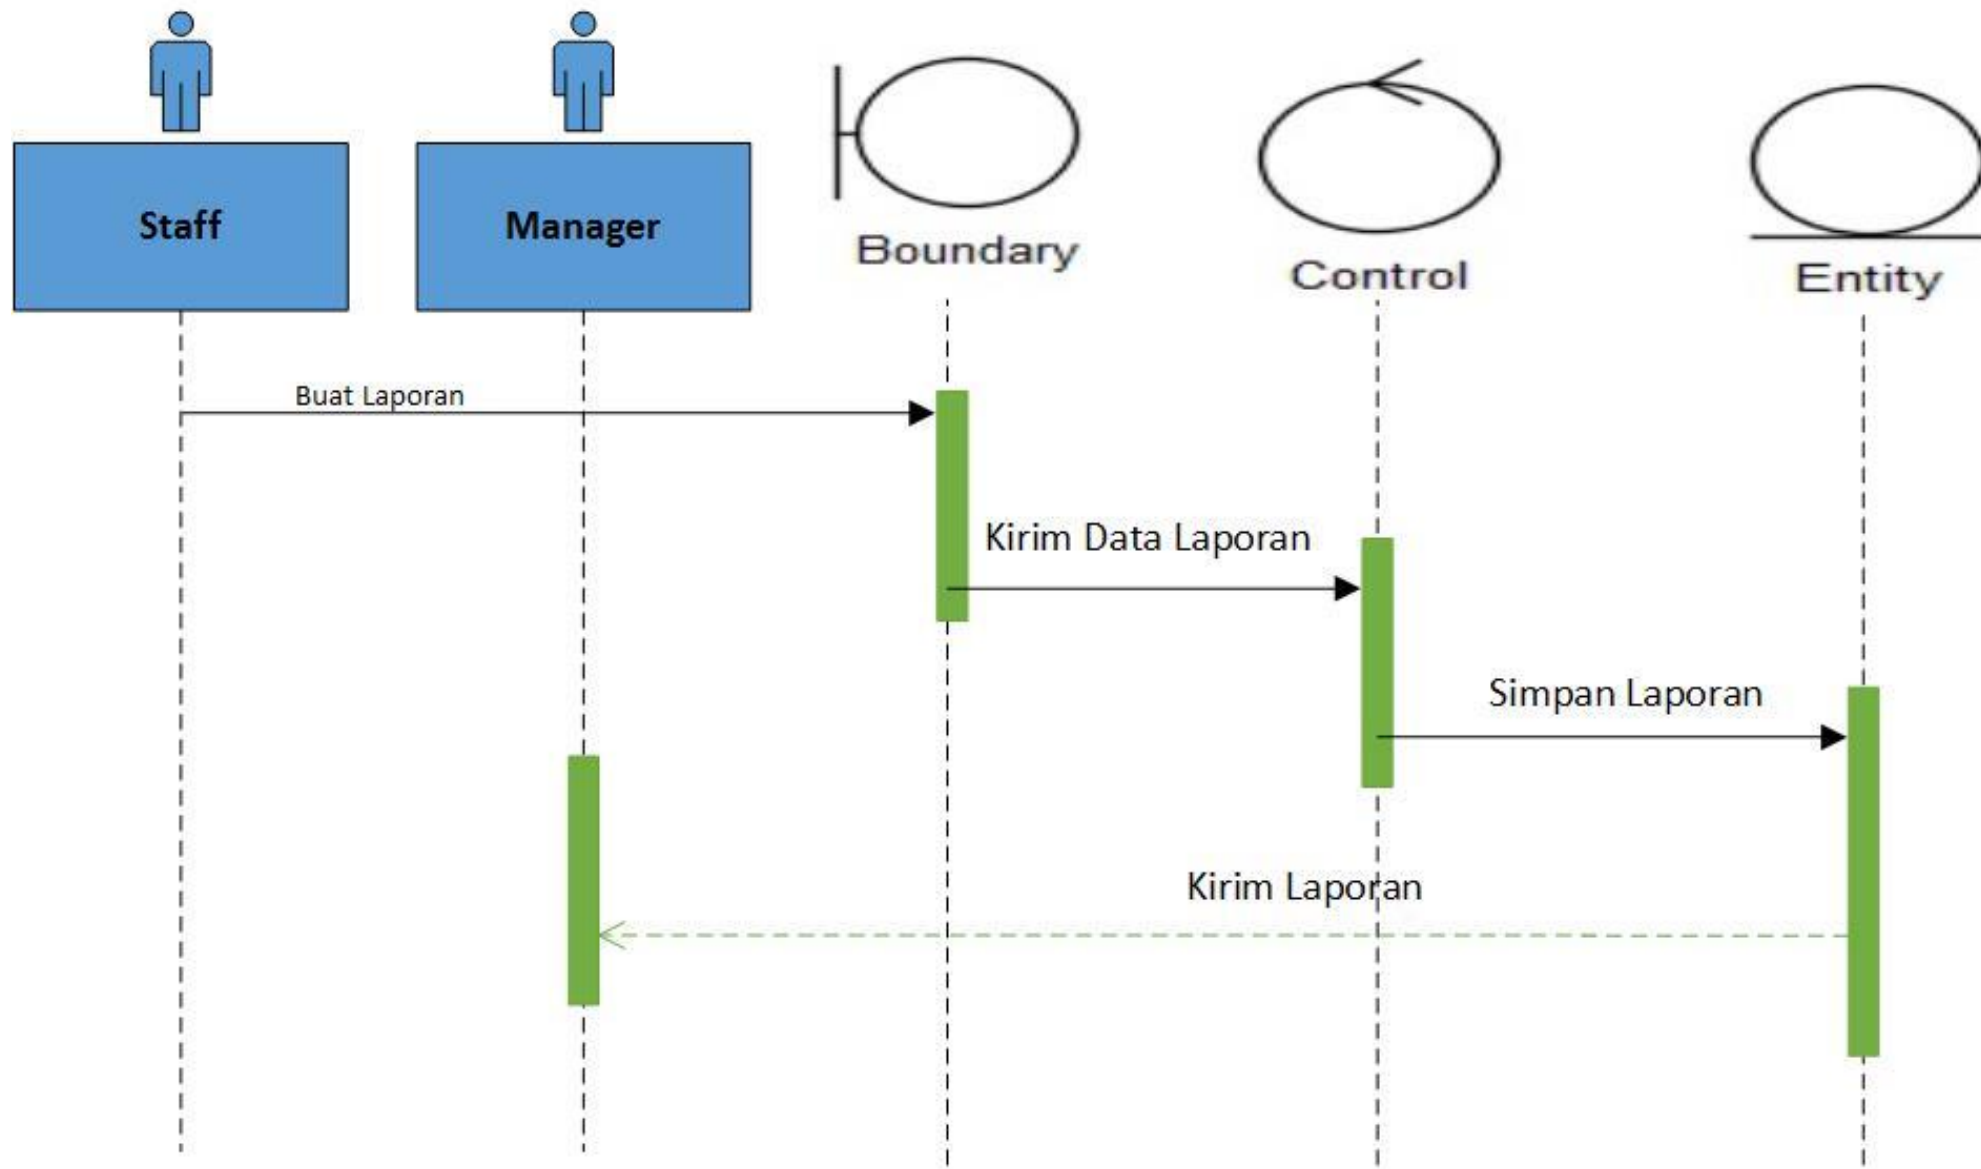 Staff
Manager
Boundary
Control
Entity
Buat Laporan
Kirim Data Laporan
Simpan Laporan
Kirim Laporan